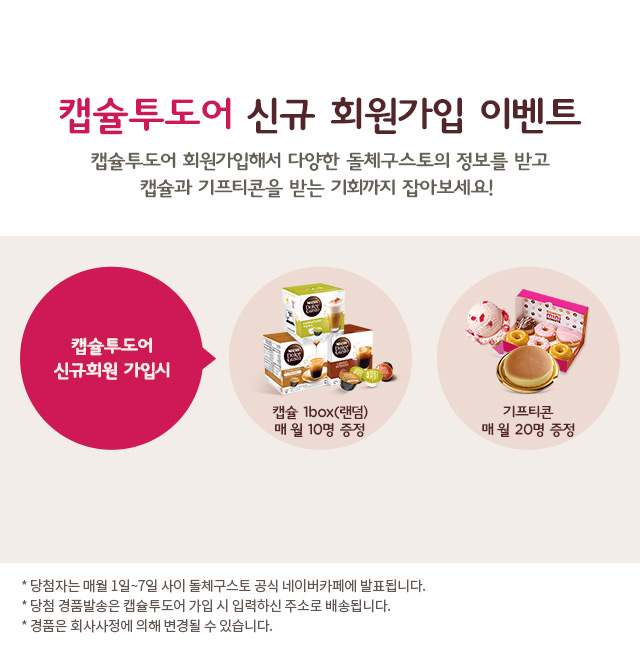 캡슐투도어 신규 회원가입 이벤트
캡슐투도어 회원가입해서 다양한 돌체구스토의 정보를 받고
캡슐과 기프티콘을 받는 기회까지 잡아보세요!
캡슐투도어
신규회원 가입시
NESCAFÉ
Dolce
Gusto
Dolce
Gusto
Dolce
Gusto
캡슐 1box(랜덤)
매 월 10명 증정
기프티콘
매 월 20명 증정
* 당첨자는 매월 1일~7일 사이 돌체구스토 공식 네이버카페에 발표됩니다.
* 당첨 경품발송은 캡슐투도어 가입 시 입력하신 주소로 배송됩니다.
* 경품은 회사사정에 의해 변경될 수 있습니다.